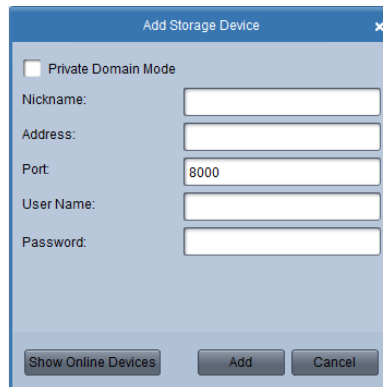 Add Storage Device ×
Private Domain Mode
Nickname:
Address:
Port: 8000
User Name:
Password:
Show Online Devices Add Cancel